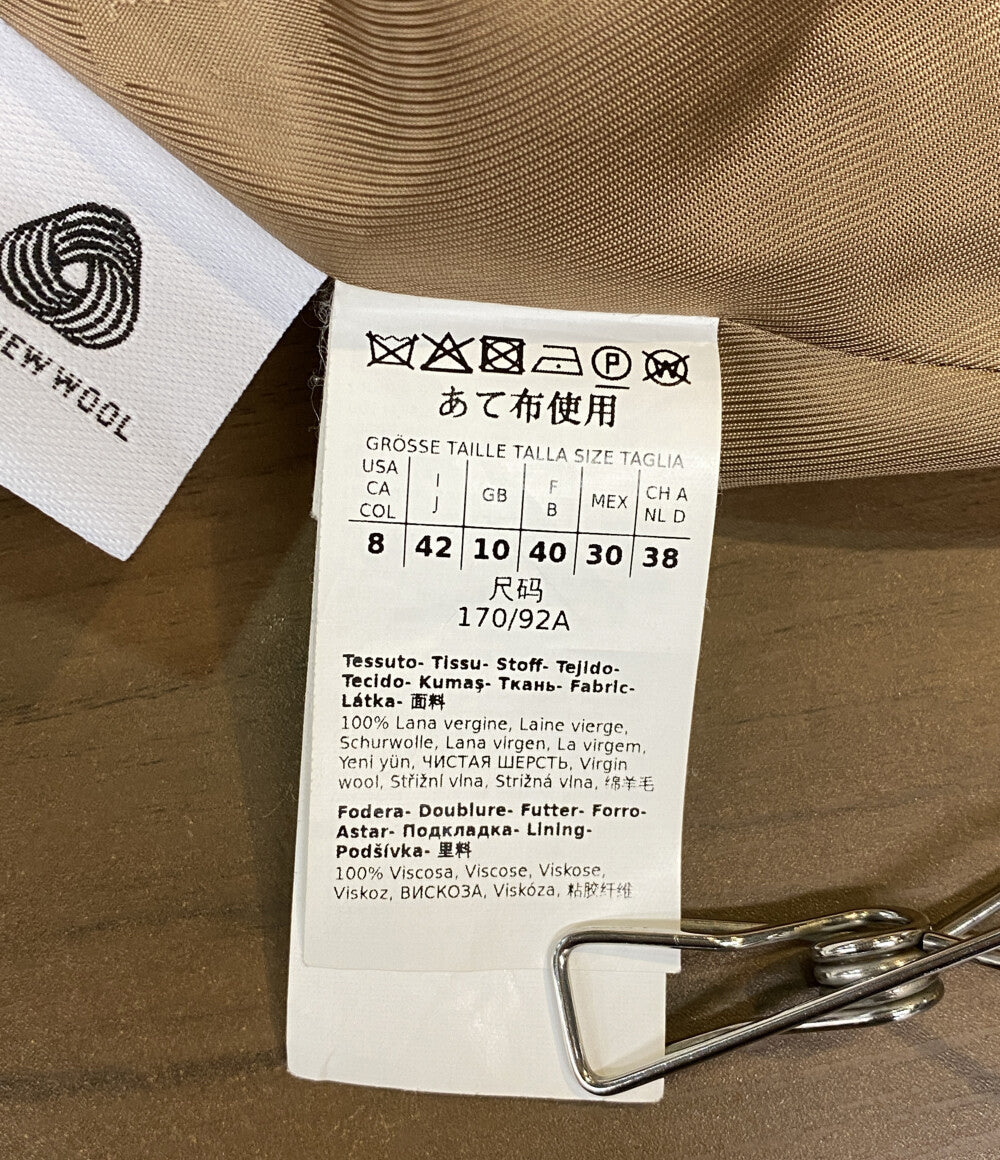 NEW WOOL
P
W
あて布使用
GRÖSSE TAILLE TALLA SIZE TAGLIA
USA CA COL I J GB F B MEX CH A NL D
8 42 10 40 30 38
尺码
170/92A
Tessuto- Tissu- Stoff- Tejido-
Tecido- Kumaş- Ткань- Fabric-
Látka- 面料
100% Lana vergine, Laine vierge,
Schurwolle, Lana virgen, La virgem,
Yeni yün, ЧИСТАЯ ШЕРСТЬ, Virgin
wool, Střižní vlna, Strižná vlna, 绵羊毛
Fodera- Doublure- Futter- Forro-
Astar- Подкладка- Lining-
Podšívka- 里料
100% Viscosa, Viscose, Viskose,
Viskoz, ВИСКОЗА, Viskóza, 粘胶纤维